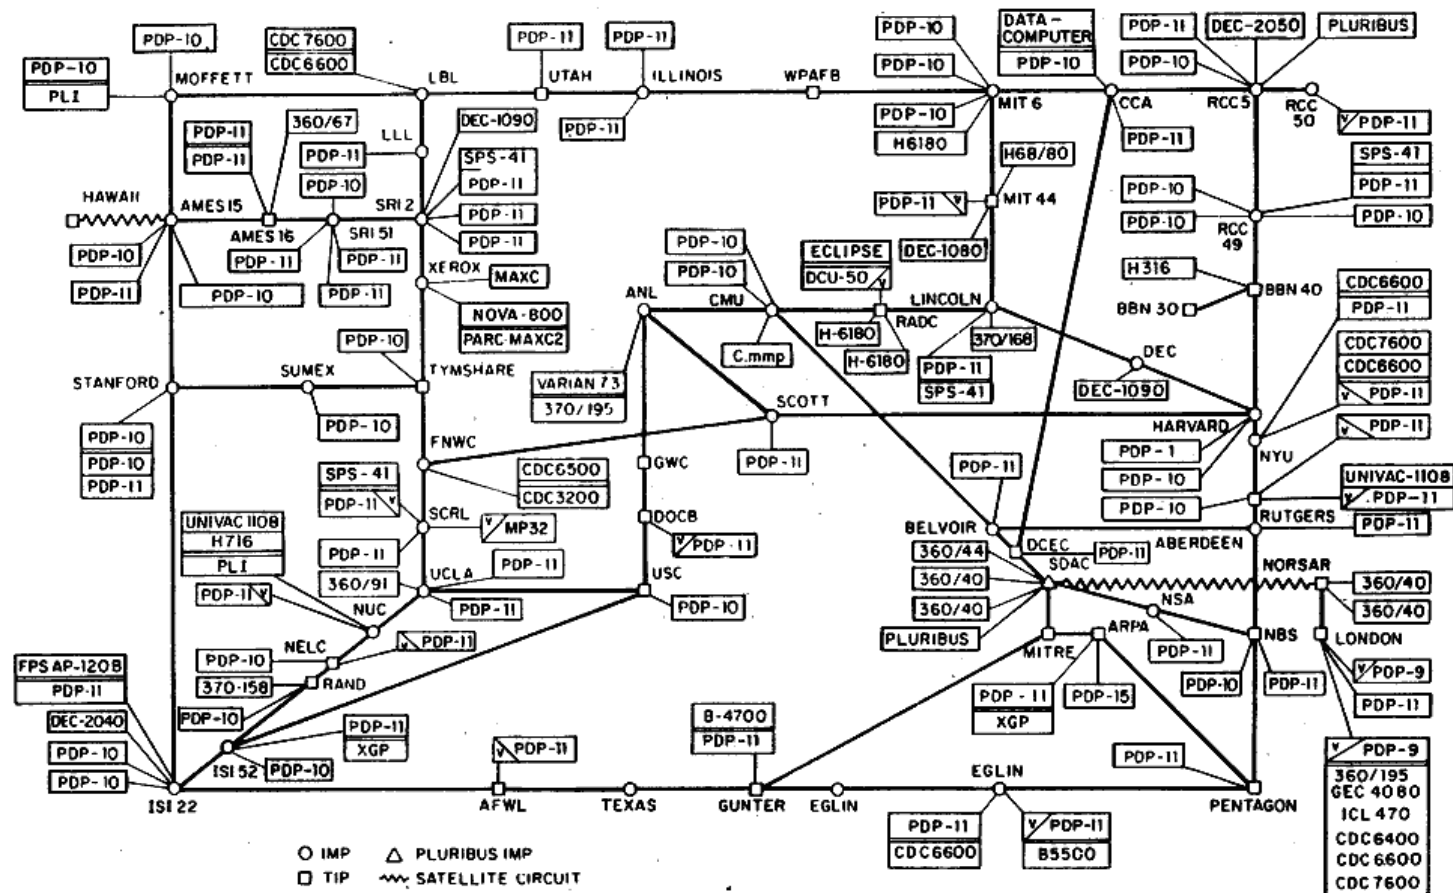 PDP-10
CDC 7600
CDC6600
PDP-11
PDP-11
PDP-10
PDP-10
DATA-
COMPUTER
PDP-10
PDP-11
PDP-10
DEC-2050
PLURIBUS
PDP-10
PLI
MOFFETT
LBL
UTAH
ILLINOIS
WPAFB
MIT 6
CCA
RCC 5
RCC
50
PDP-11
PDP-11
PDP-11
360/67
LLL
PDP-11
DEC-1090
SPS-41
PDP-11
PDP-11
PDP-10
H6180
PDP-11
V PDP-11
SPS-41
PDP-11
PDP-10
PDP-10
PDP-10
HAWAII
AMES 15
AMES 16
PDP-10
SRI 51
SRI 2
PDP-11
PDP-11
H68/80
PDP-11 V
MIT 44
DEC-1080
RCC
49
PDP-10
PDP-11
PDP-10
PDP-11
PDP-11
XEROX
MAXC
NOVA-800
PARC-MAXC2
PDP-10
PDP-10
ECLIPSE
DCU-50 V
H316
BBN 40
BBN 30
CDC6600
PDP-11
ANL
CMU
RADC
LINCOLN
C.mmp
H-6180
H-6180
370/168
PDP-11
SPS-41
DEC
DEC-1090
CDC7600
CDC6600
V PDP-11
V PDP-11
PDP-10
STANFORD
SUMEX
TYMSHARE
VARIAN 73
370/195
SCOTT
PDP-10
PDP-10
PDP-10
PDP-11
FNWC
CDC6500
CDC3200
GWC
PDP-11
HARVARD
PDP-1
PDP-10
PDP-10
NYU
UNIVAC-1108
V PDP-11
PDP-11
RUTGERS
SPS-41
PDP-11 V
SCRL
V MP32
DOCB
V PDP-11
PDP-11
BELVOIR
ABERDEEN
UNIVAC 1108
H716
PLI
PDP-11 V
PDP-11
360/91
UCLA
PDP-11
PDP-11
USC
PDP-10
360/44
360/40
360/40
PLURIBUS
DCEC
PDP-11
SDAC
NORSAR
360/40
360/40
NUC
NSA
PDP-11
NELC
V PDP-11
PDP-10
370-158
RAND
PDP-10
MITRE
ARPA
PDP-11
XGP
PDP-15
NBS
PDP-10
PDP-11
LONDON
V PDP-9
PDP-11
FPS AP-120B
PDP-11
DEC-2040
PDP-10
PDP-10
ISI 52
PDP-11
XGP
PDP-10
V PDP-11
B-4700
PDP-11
PDP-11
V PDP-9
360/195
GEC 4080
ICL 470
CDC6400
CDC6600
CDC7600
ISI 22
AFWL
TEXAS
GUNTER
EGLIN
EGLIN
PENTAGON
PDP-11
CDC6600
V PDP-11
B5500
IMP
PLURIBUS IMP
TIP
SATELLITE CIRCUIT